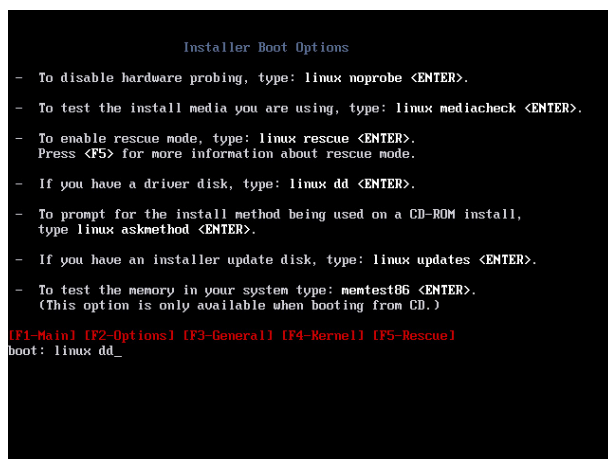 Installer Boot Options
-  To disable hardware probing, type: linux noprobe <ENTER>.
-  To test the install media you are using, type: linux mediacheck <ENTER>.
-  To enable rescue mode, type: linux rescue <ENTER>.
Press <F5> for more information about rescue mode.
-  If you have a driver disk, type: linux dd <ENTER>.
-  To prompt for the install method being used on a CD-ROM install,
type linux askmethod <ENTER>.
-  If you have an installer update disk, type: linux updates <ENTER>.
-  To test the memory in your system type: memtest86 <ENTER>.
(This option is only available when booting from CD.)
[F1-Main] [F2-Options] [F3-General] [F4-Kernel] [F5-Rescue]
boot: linux dd_